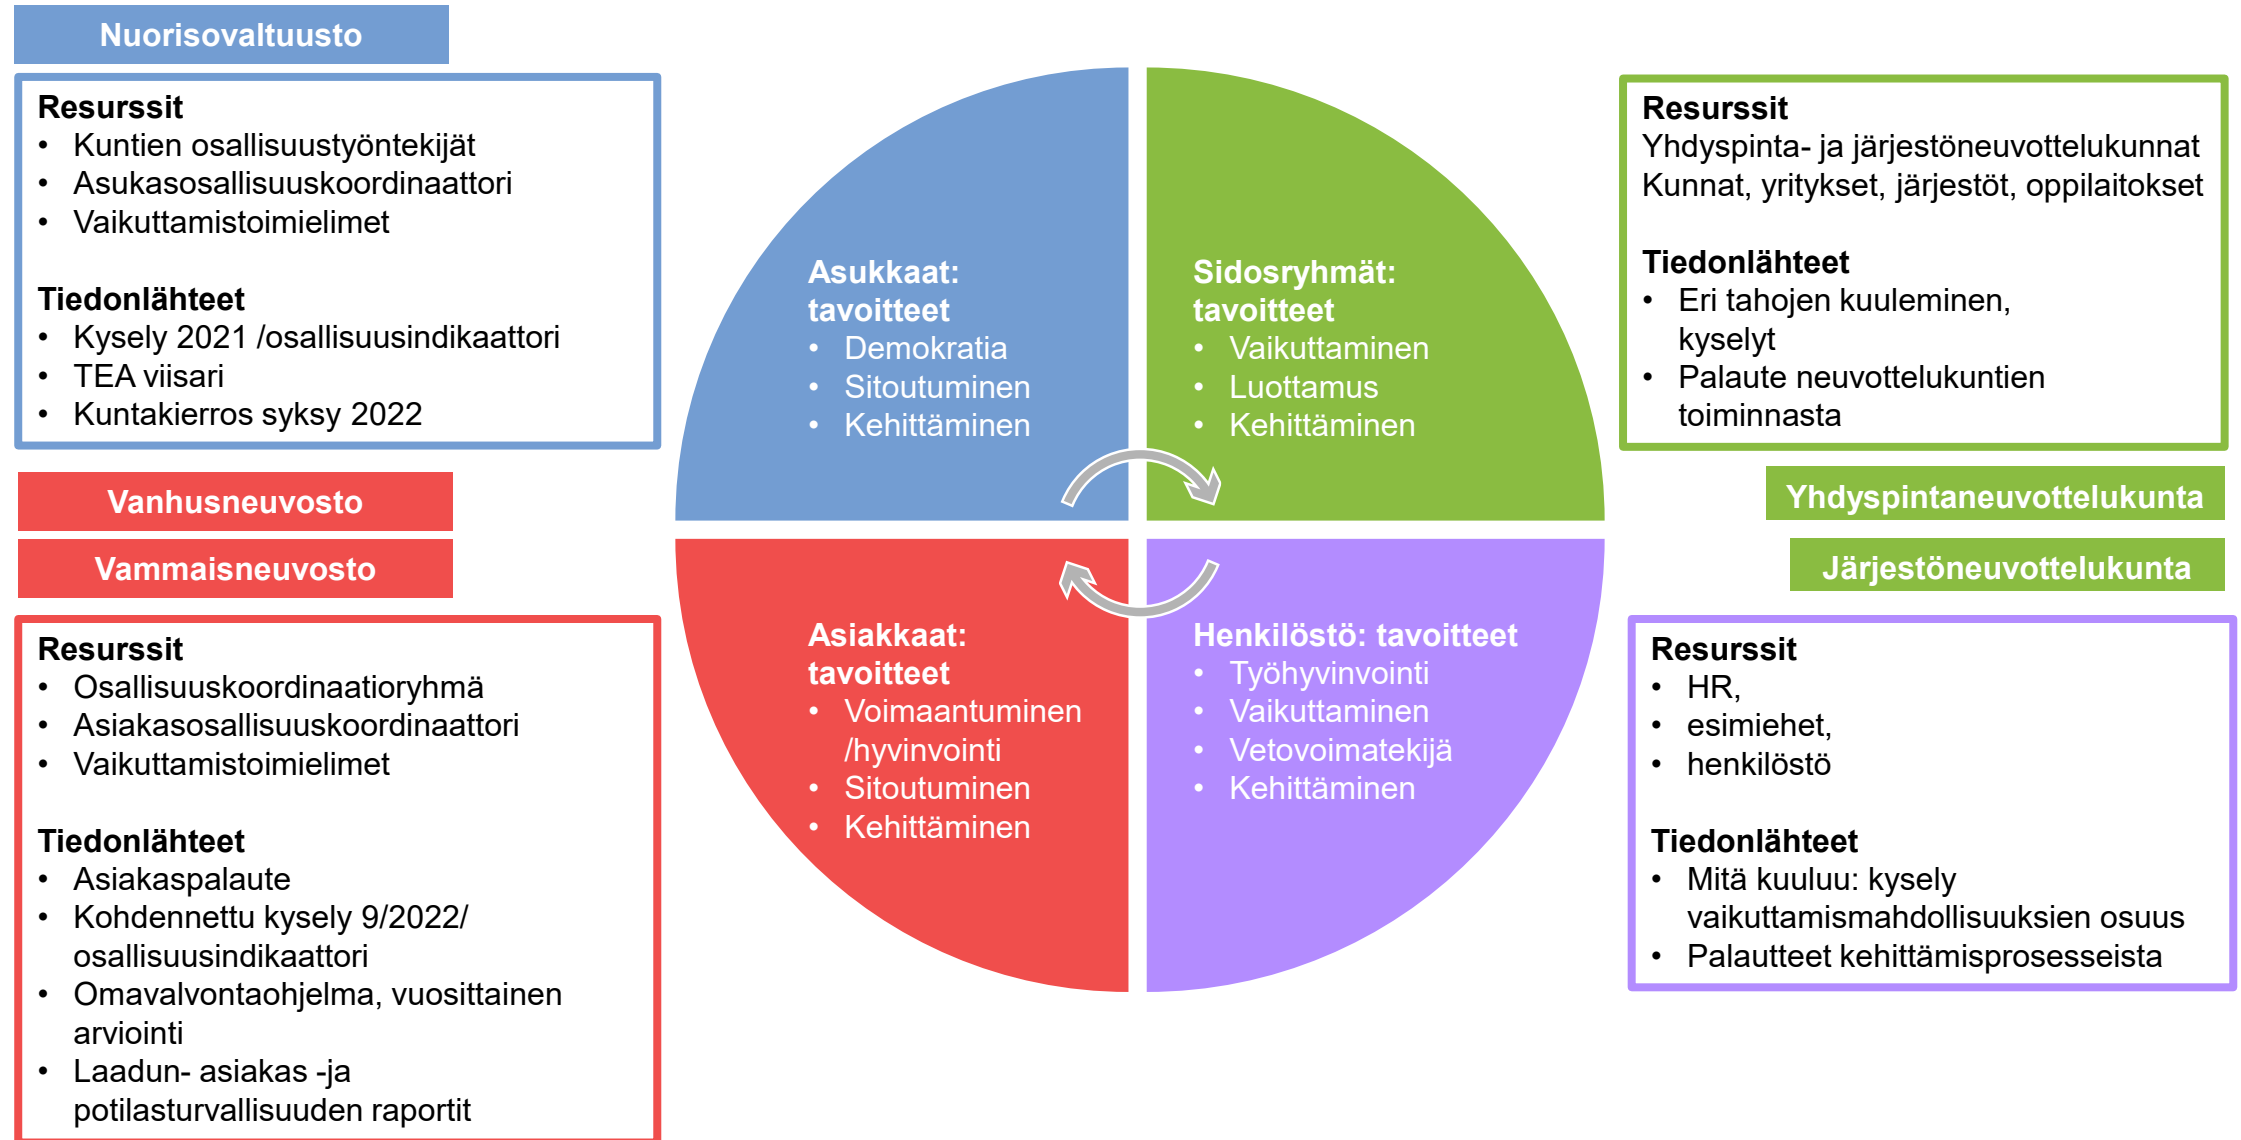 Nuorisovaltuusto
Resurssit
• Kuntien osallisuustyöntekijät
• Asukasosallisuuskoordinaattori
• Vaikuttamistoimielimet
Tiedonlähteet
• Kysely 2021 /osallisuusindikaattori
• TEA viisari
• Kuntakierros syksy 2022
Vanhusneuvosto
Vammaisneuvosto
Resurssit
• Osallisuuskoordinaatioryhmä
• Asiakasosallisuuskoordinaattori
• Vaikuttamistoimielimet
Tiedonlähteet
• Asiakaspalaute
• Kohdennettu kysely 9/2022/
osallisuusindikaattori
• Omavalvontaohjelma, vuosittainen
arviointi
• Laadun- asiakas -ja
potilasturvallisuuden raportit
Asukkaat:
tavoitteet
• Demokratia
• Sitoutuminen
• Kehittäminen
Sidosryhmät:
tavoitteet
• Vaikuttaminen
• Luottamus
• Kehittäminen
Asiakkaat:
tavoitteet
• Voimaantuminen
/hyvinvointi
• Sitoutuminen
• Kehittäminen
Henkilöstö: tavoitteet
• Työhyvinvointi
• Vaikuttaminen
• Vetovoimatekijä
• Kehittäminen
Resurssit
Yhdyspinta- ja järjestöneuvottelukunnat
Kunnat, yritykset, järjestöt, oppilaitokset
Tiedonlähteet
• Eri tahojen kuuleminen,
kyselyt
• Palaute neuvottelukuntien
toiminnasta
Yhdyspintaneuvottelukunta
Järjestöneuvottelukunta
Resurssit
• HR,
• esimiehet,
• henkilöstö
Tiedonlähteet
• Mitä kuuluu: kysely
vaikuttamismahdollisuuksien osuus
• Palautteet kehittämisprosesseista